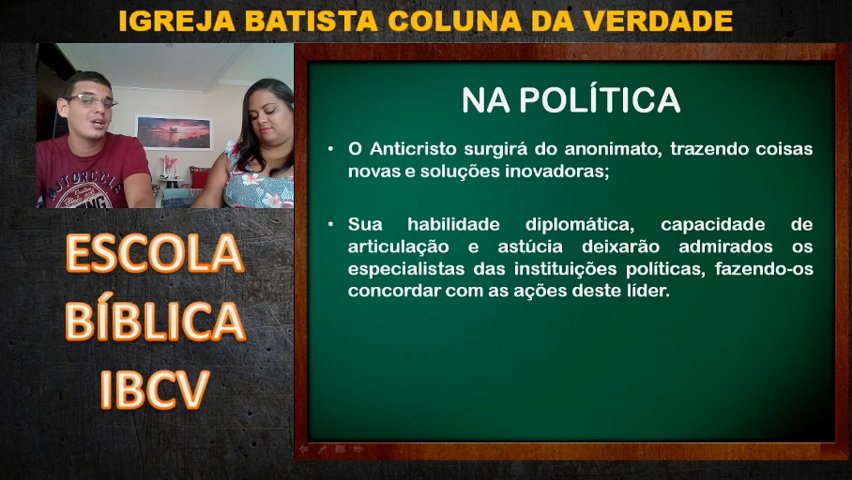 IGREJA BATISTA COLUNA DA VERDADE
NA POLÍTICA
• O Anticristo surgirá do anonimato, trazendo coisas
novas e soluções inovadoras;
• Sua habilidade diplomática, capacidade de
articulação e astúcia deixarão admirados os
especialistas das instituições políticas, fazendo-os
concordar com as ações deste líder.
MOTORCYCLE
ESCOLA
BÍBLICA
IBCV